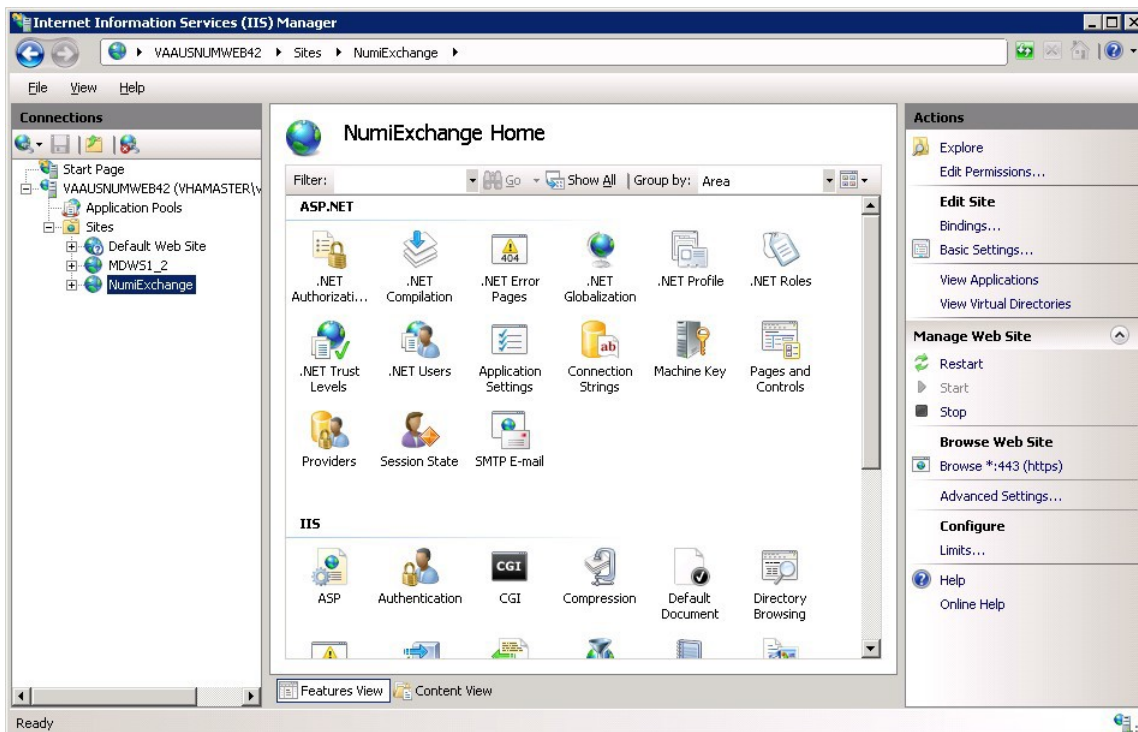 Internet Information Services (IIS) Manager
VAAUSNUMWEB42 Sites NumiExchange
File View Help
Connections
Start Page
VAAUSNUMWEB42 (VHAMASTER\v
Application Pools
Sites
Default Web Site
MDWS1_2
NumiExchange
NumiExchange Home
Filter: Go Show All Group by: Area
ASP.NET
.NET Authorizati...
.NET Compilation
404
.NET Error Pages
.NET Globalization
.NET Profile
.NET Roles
.NET Trust Levels
.NET Users
Application Settings
ab
Connection Strings
Machine Key
Pages and Controls
Providers
Session State
SMTP E-mail
IIS
ASP
Authentication
CGI
CGI
Compression
Default Document
Directory Browsing
Features View
Content View
Actions
Explore
Edit Permissions...
Edit Site
Bindings...
Basic Settings...
View Applications
View Virtual Directories
Manage Web Site
Restart
Start
Stop
Browse Web Site
Browse *:443 (https)
Advanced Settings...
Configure
Limits...
Help
Online Help
Ready